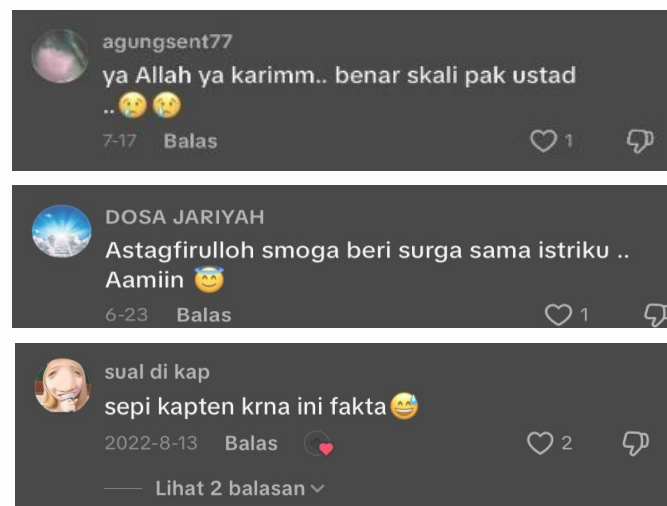 agungsent77
ya Allah ya karimm.. benar skali pak ustad
..😢😢
7-17 Balas 1
DOSA JARIYAH
Astagfirulloh smoga beri surga sama istriku ..
Aamiin 😇
6-23 Balas 1
sual di kap
sepi kapten krna ini fakta😅
2022-8-13 Balas 2
Lihat 2 balasan